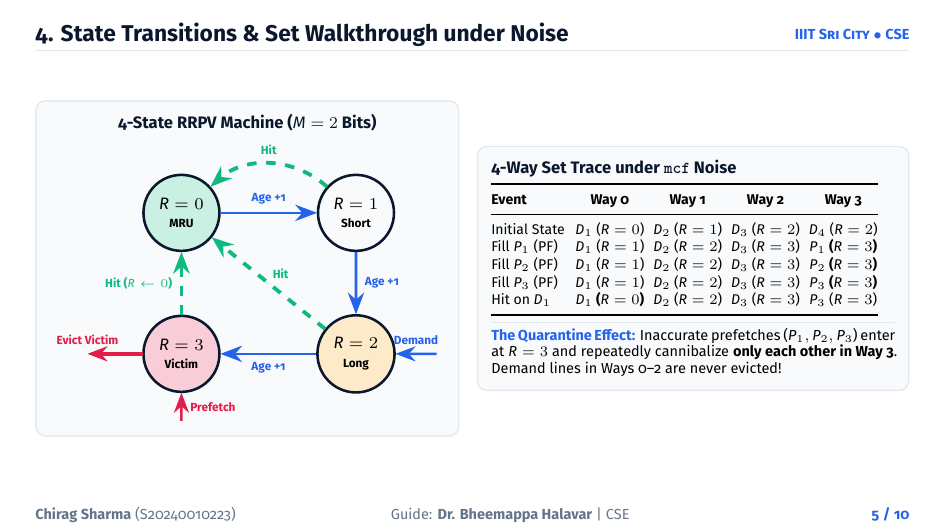 4. State Transitions & Set Walkthrough under Noise
IIIT Sri City ● CSE
4-State RRPV Machine (M = 2 Bits)
Hit
R = 0
MRU
Age +1
R = 1
Short
Hit (R ← 0)
Hit
Age +1
Evict Victim
R = 3
Victim
Age +1
R = 2
Long
Demand
Prefetch
4-Way Set Trace under mcf Noise
Event Way 0 Way 1 Way 2 Way 3
Initial State D₁ (R = 0) D₂ (R = 1) D₃ (R = 2) D₄ (R = 2)
Fill P₁ (PF) D₁ (R = 1) D₂ (R = 2) D₃ (R = 3) P₁ (R = 3)
Fill P₂ (PF) D₁ (R = 1) D₂ (R = 2) D₃ (R = 3) P₂ (R = 3)
Fill P₃ (PF) D₁ (R = 1) D₂ (R = 2) D₃ (R = 3) P₃ (R = 3)
Hit on D₁ D₁ (R = 0) D₂ (R = 2) D₃ (R = 3) P₃ (R = 3)
The Quarantine Effect: Inaccurate prefetches (P₁, P₂, P₃) enter
at R = 3 and repeatedly cannibalize only each other in Way 3.
Demand lines in Ways 0–2 are never evicted!
Chirag Sharma (S20240010223)
Guide: Dr. Bheemappa Halavar | CSE
5 / 10